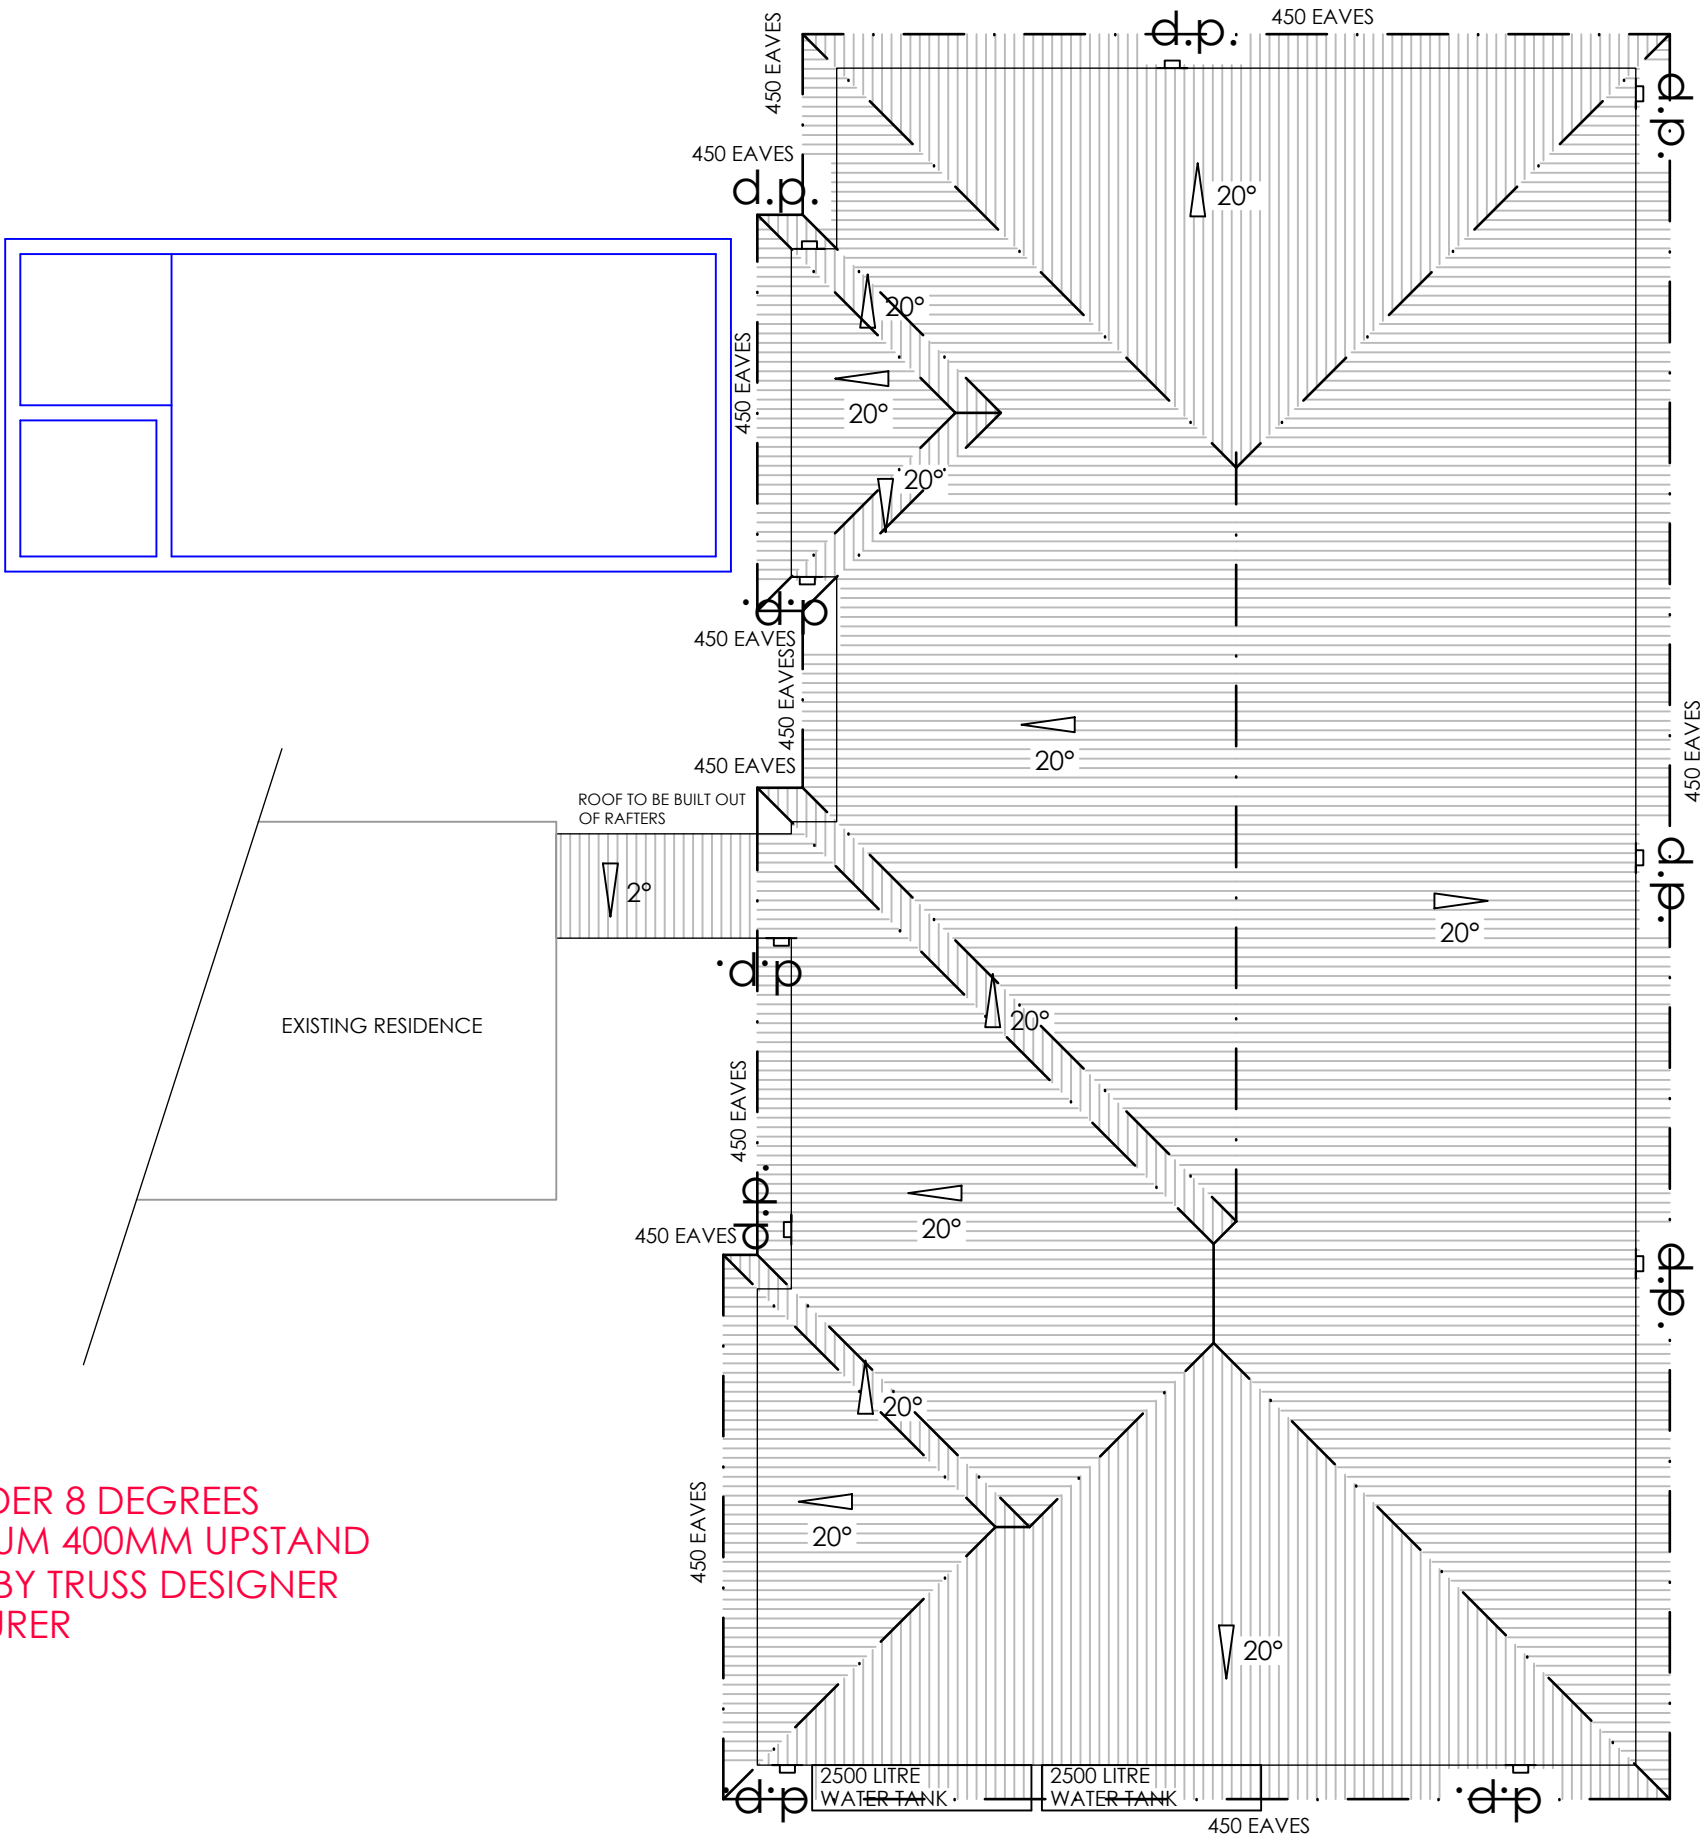 450 EAVES
d.p.
450 EAVES
d.p.
450 EAVES
d.p.
20°
20°
450 EAVES
20°
20°
d.p.
450 EAVES
450 EAVES
450 EAVES
20°
450 EAVES
ROOF TO BE BUILT OUT
OF RAFTERS
2°
d.p.
20°
d.p.
EXISTING RESIDENCE
20°
450 EAVES
d.p.
20°
450 EAVES
d.p.
20°
450 EAVES
20°
DER 8 DEGREES
UM 400MM UPSTAND
BY TRUSS DESIGNER
URER
20°
d.p.
2500 LITRE
WATER TANK
2500 LITRE
WATER TANK
d.p.
450 EAVES